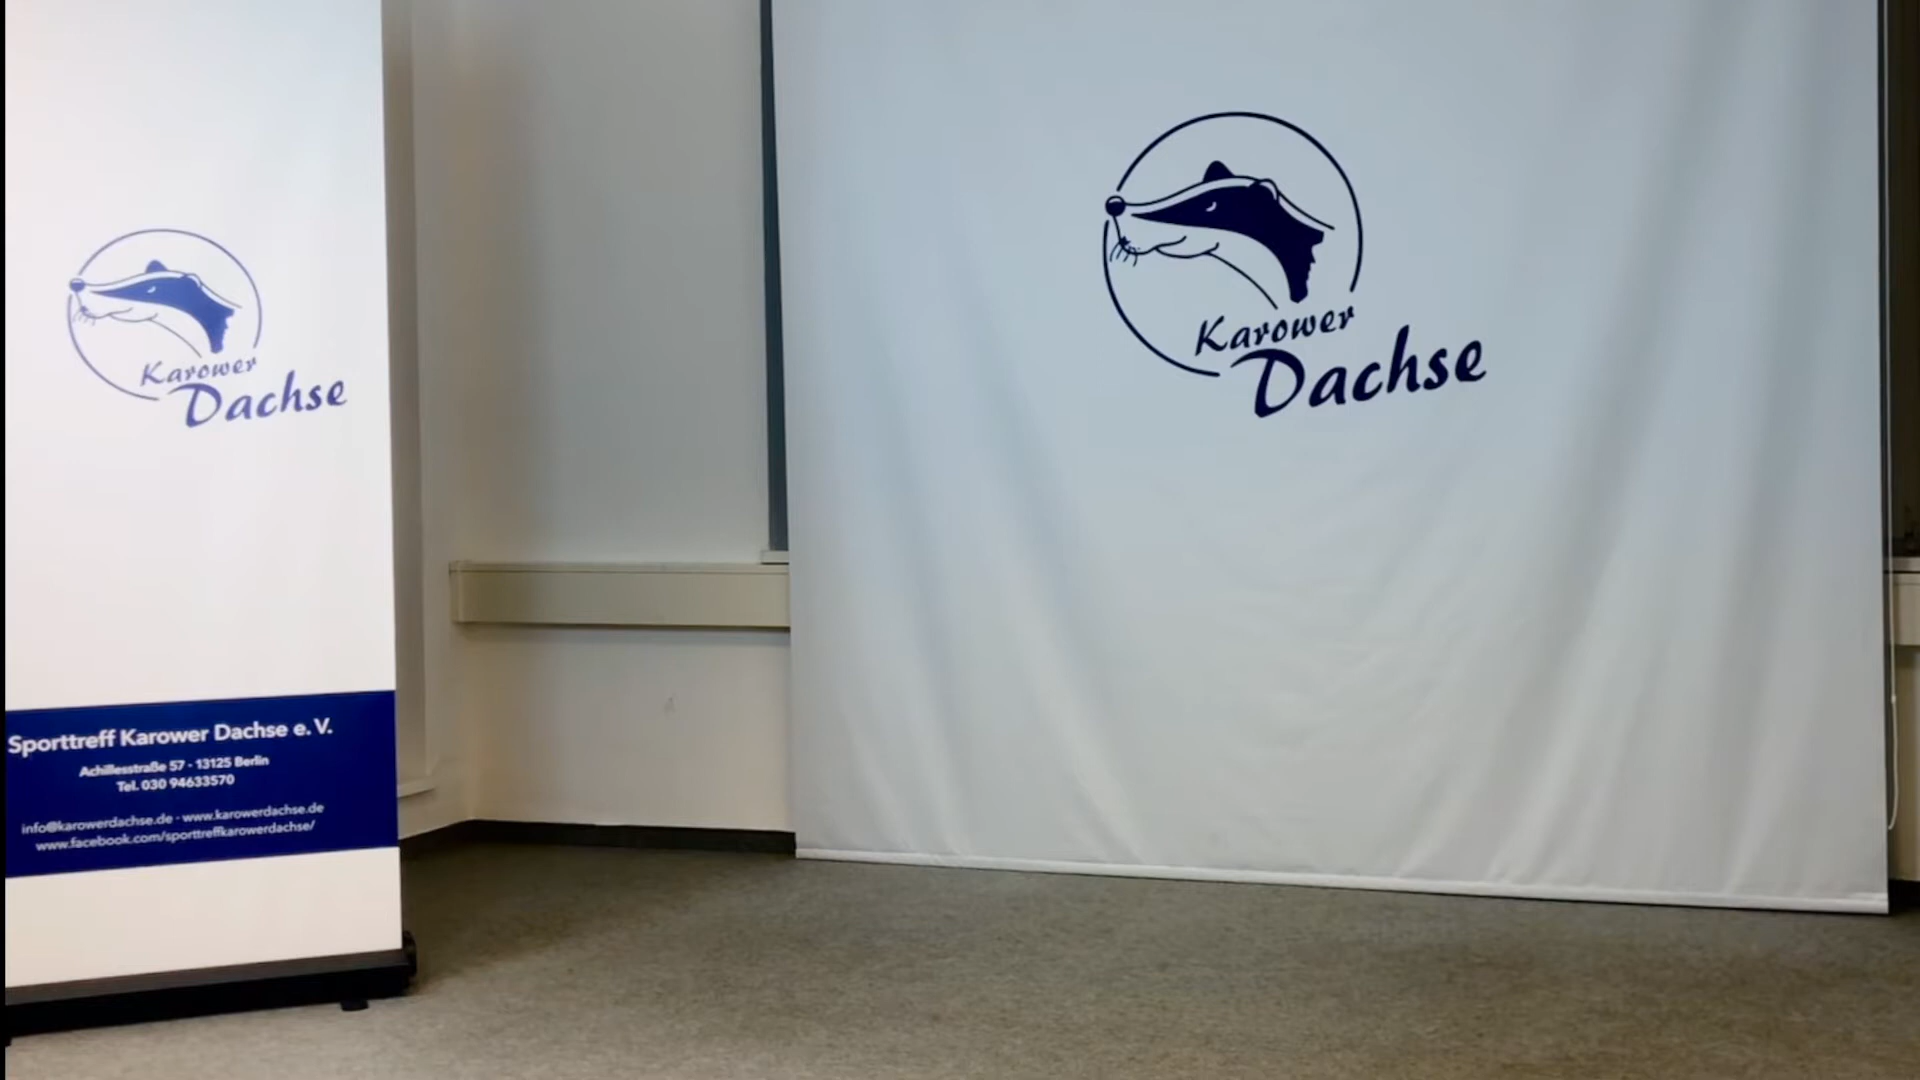 Karower
Dachse
Sporttreff Karower Dachse e. V.
Achillesstraße 57 - 13125 Berlin
Tel. 030 94633570
info@karowerdachse.de - www.karowerdachse.de
www.facebook.com/sporttreffkarowerdachse/
Karower
Dachse